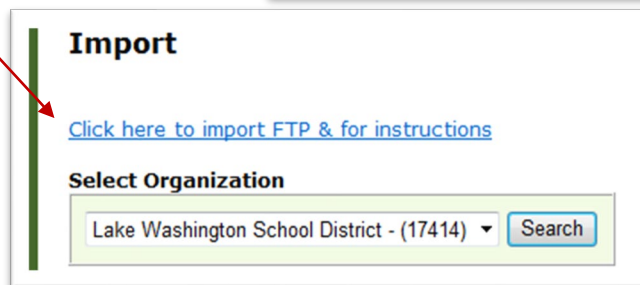 Import
Click here to import FTP & for instructions
Select Organization
Lake Washington School District - (17414)  Search